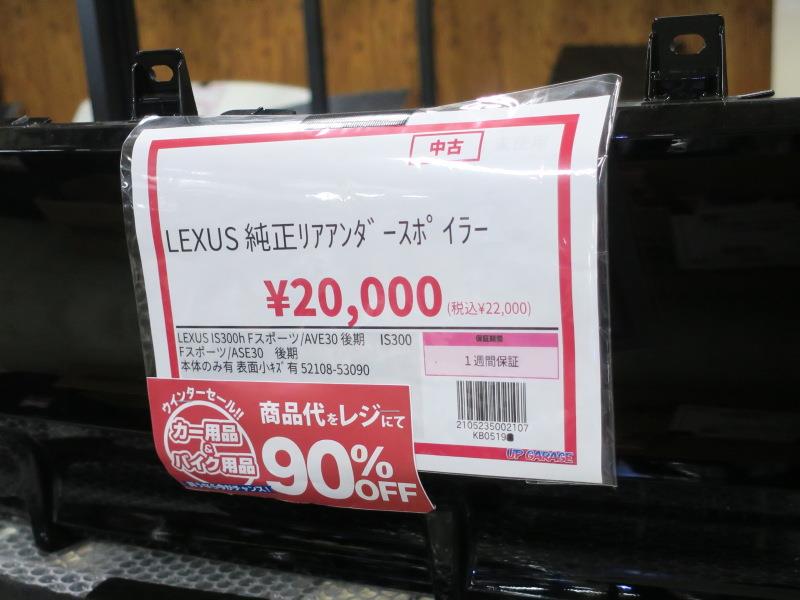 中古
LEXUS 純正リアアンダースポイラー
¥20,000 (税込¥22,000)
LEXUS IS300h Fスポーツ/AVE30 後期 IS300
Fスポーツ/ASE30 後期
本体のみ有 表面小キズ有 52108-53090
保証期間
1週間保証
2105235002107
KB0519
UP GARAGE
ウインターセール!!
カー用品
&
バイク用品
商品代をレジにて
90%
OFF